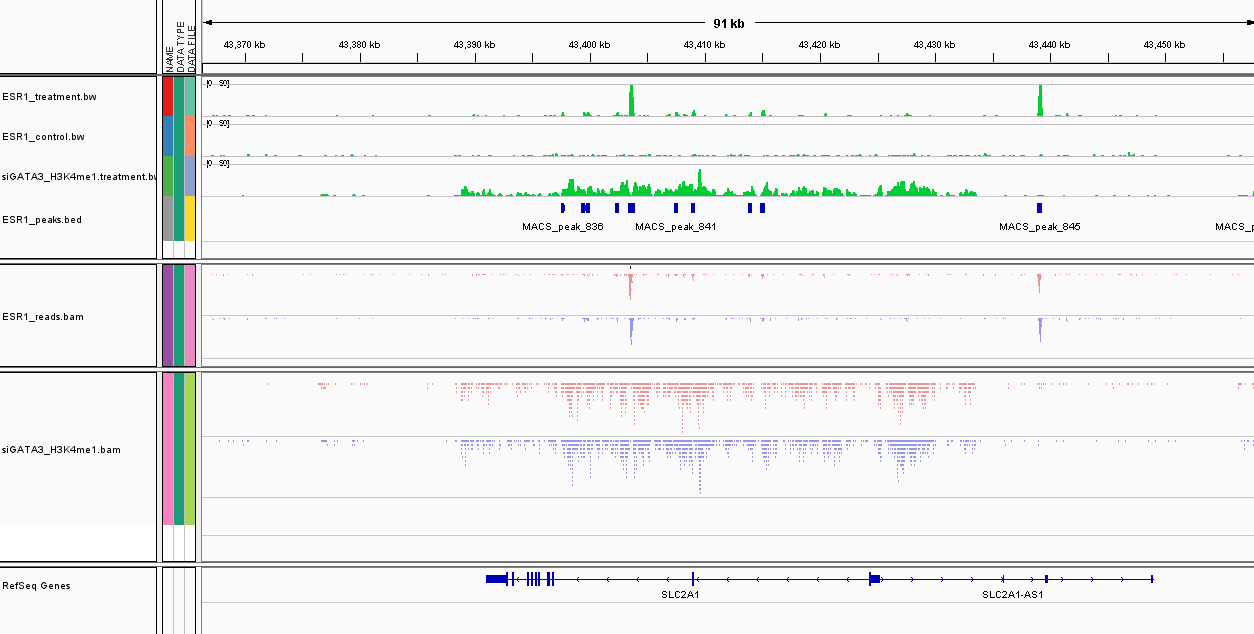 91 kb
43,370 kb 43,380 kb 43,390 kb 43,400 kb 43,410 kb 43,420 kb 43,430 kb 43,440 kb 43,450 kb
NAME
DATA TYPE
DATA FILE
ESR1_treatment.bw
[0 - 90]
ESR1_control.bw
[0 - 90]
siGATA3_H3K4me1.treatment.bw
[0 - 90]
ESR1_peaks.bed
MACS_peak_836 MACS_peak_841 MACS_peak_845 MACS_p
ESR1_reads.bam
siGATA3_H3K4me1.bam
RefSeq Genes
SLC2A1 SLC2A1-AS1